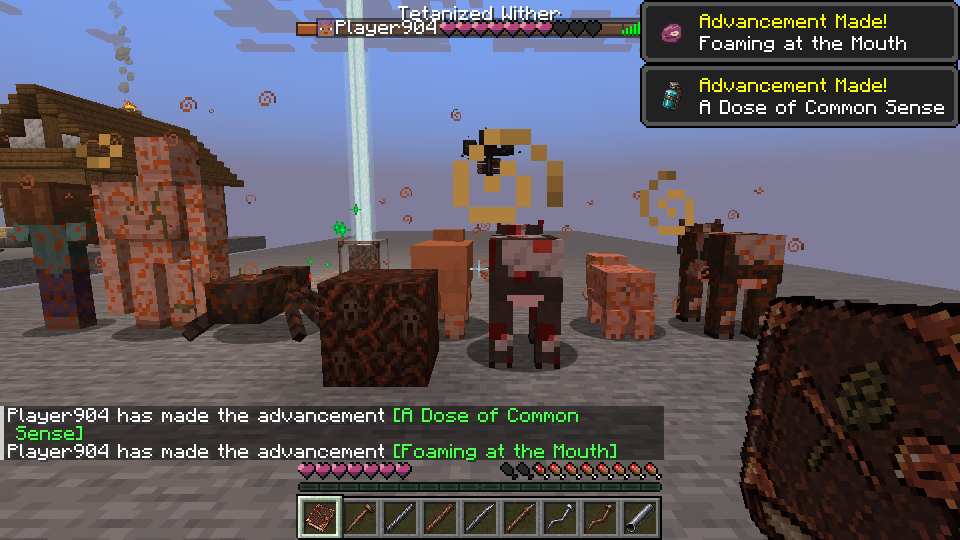 Tetanized Wither
Player904
Advancement Made!
Foaming at the Mouth
Advancement Made!
A Dose of Common Sense
Player904 has made the advancement [A Dose of Common
Sense]
Player904 has made the advancement [Foaming at the Mouth]